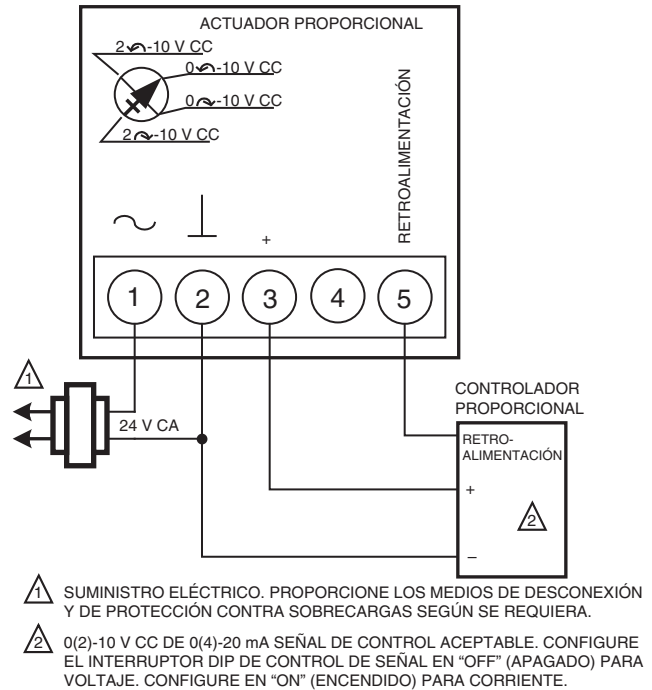 ACTUADOR PROPORCIONAL
2 -10 V CC
0 -10 V CC
0 -10 V CC
2 -10 V CC
RETROALIMENTACIÓN
+
1 2 3 4 5
1
24 V CA
CONTROLADOR
PROPORCIONAL
RETRO-
ALIMENTACIÓN
+
2
–
1 SUMINISTRO ELÉCTRICO. PROPORCIONE LOS MEDIOS DE DESCONEXIÓN
Y DE PROTECCIÓN CONTRA SOBRECARGAS SEGÚN SE REQUIERA.
2 0(2)-10 V CC DE 0(4)-20 mA SEÑAL DE CONTROL ACEPTABLE. CONFIGURE
EL INTERRUPTOR DIP DE CONTROL DE SEÑAL EN “OFF” (APAGADO) PARA
VOLTAJE. CONFIGURE EN “ON” (ENCENDIDO) PARA CORRIENTE.